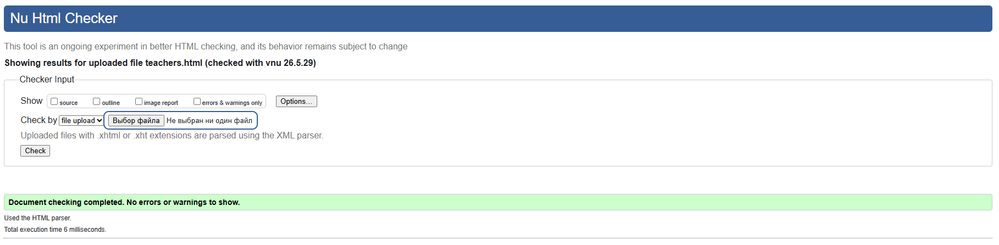 Nu Html Checker
This tool is an ongoing experiment in better HTML checking, and its behavior remains subject to change
Showing results for uploaded file teachers.html (checked with vnu 26.5.29)
Checker Input
Show source outline image report errors & warnings only Options...
Check by file upload Выбор файла Не выбран ни один файл
Uploaded files with .xhtml or .xht extensions are parsed using the XML parser.
Check
Document checking completed. No errors or warnings to show.
Used the HTML parser.
Total execution time 6 milliseconds.